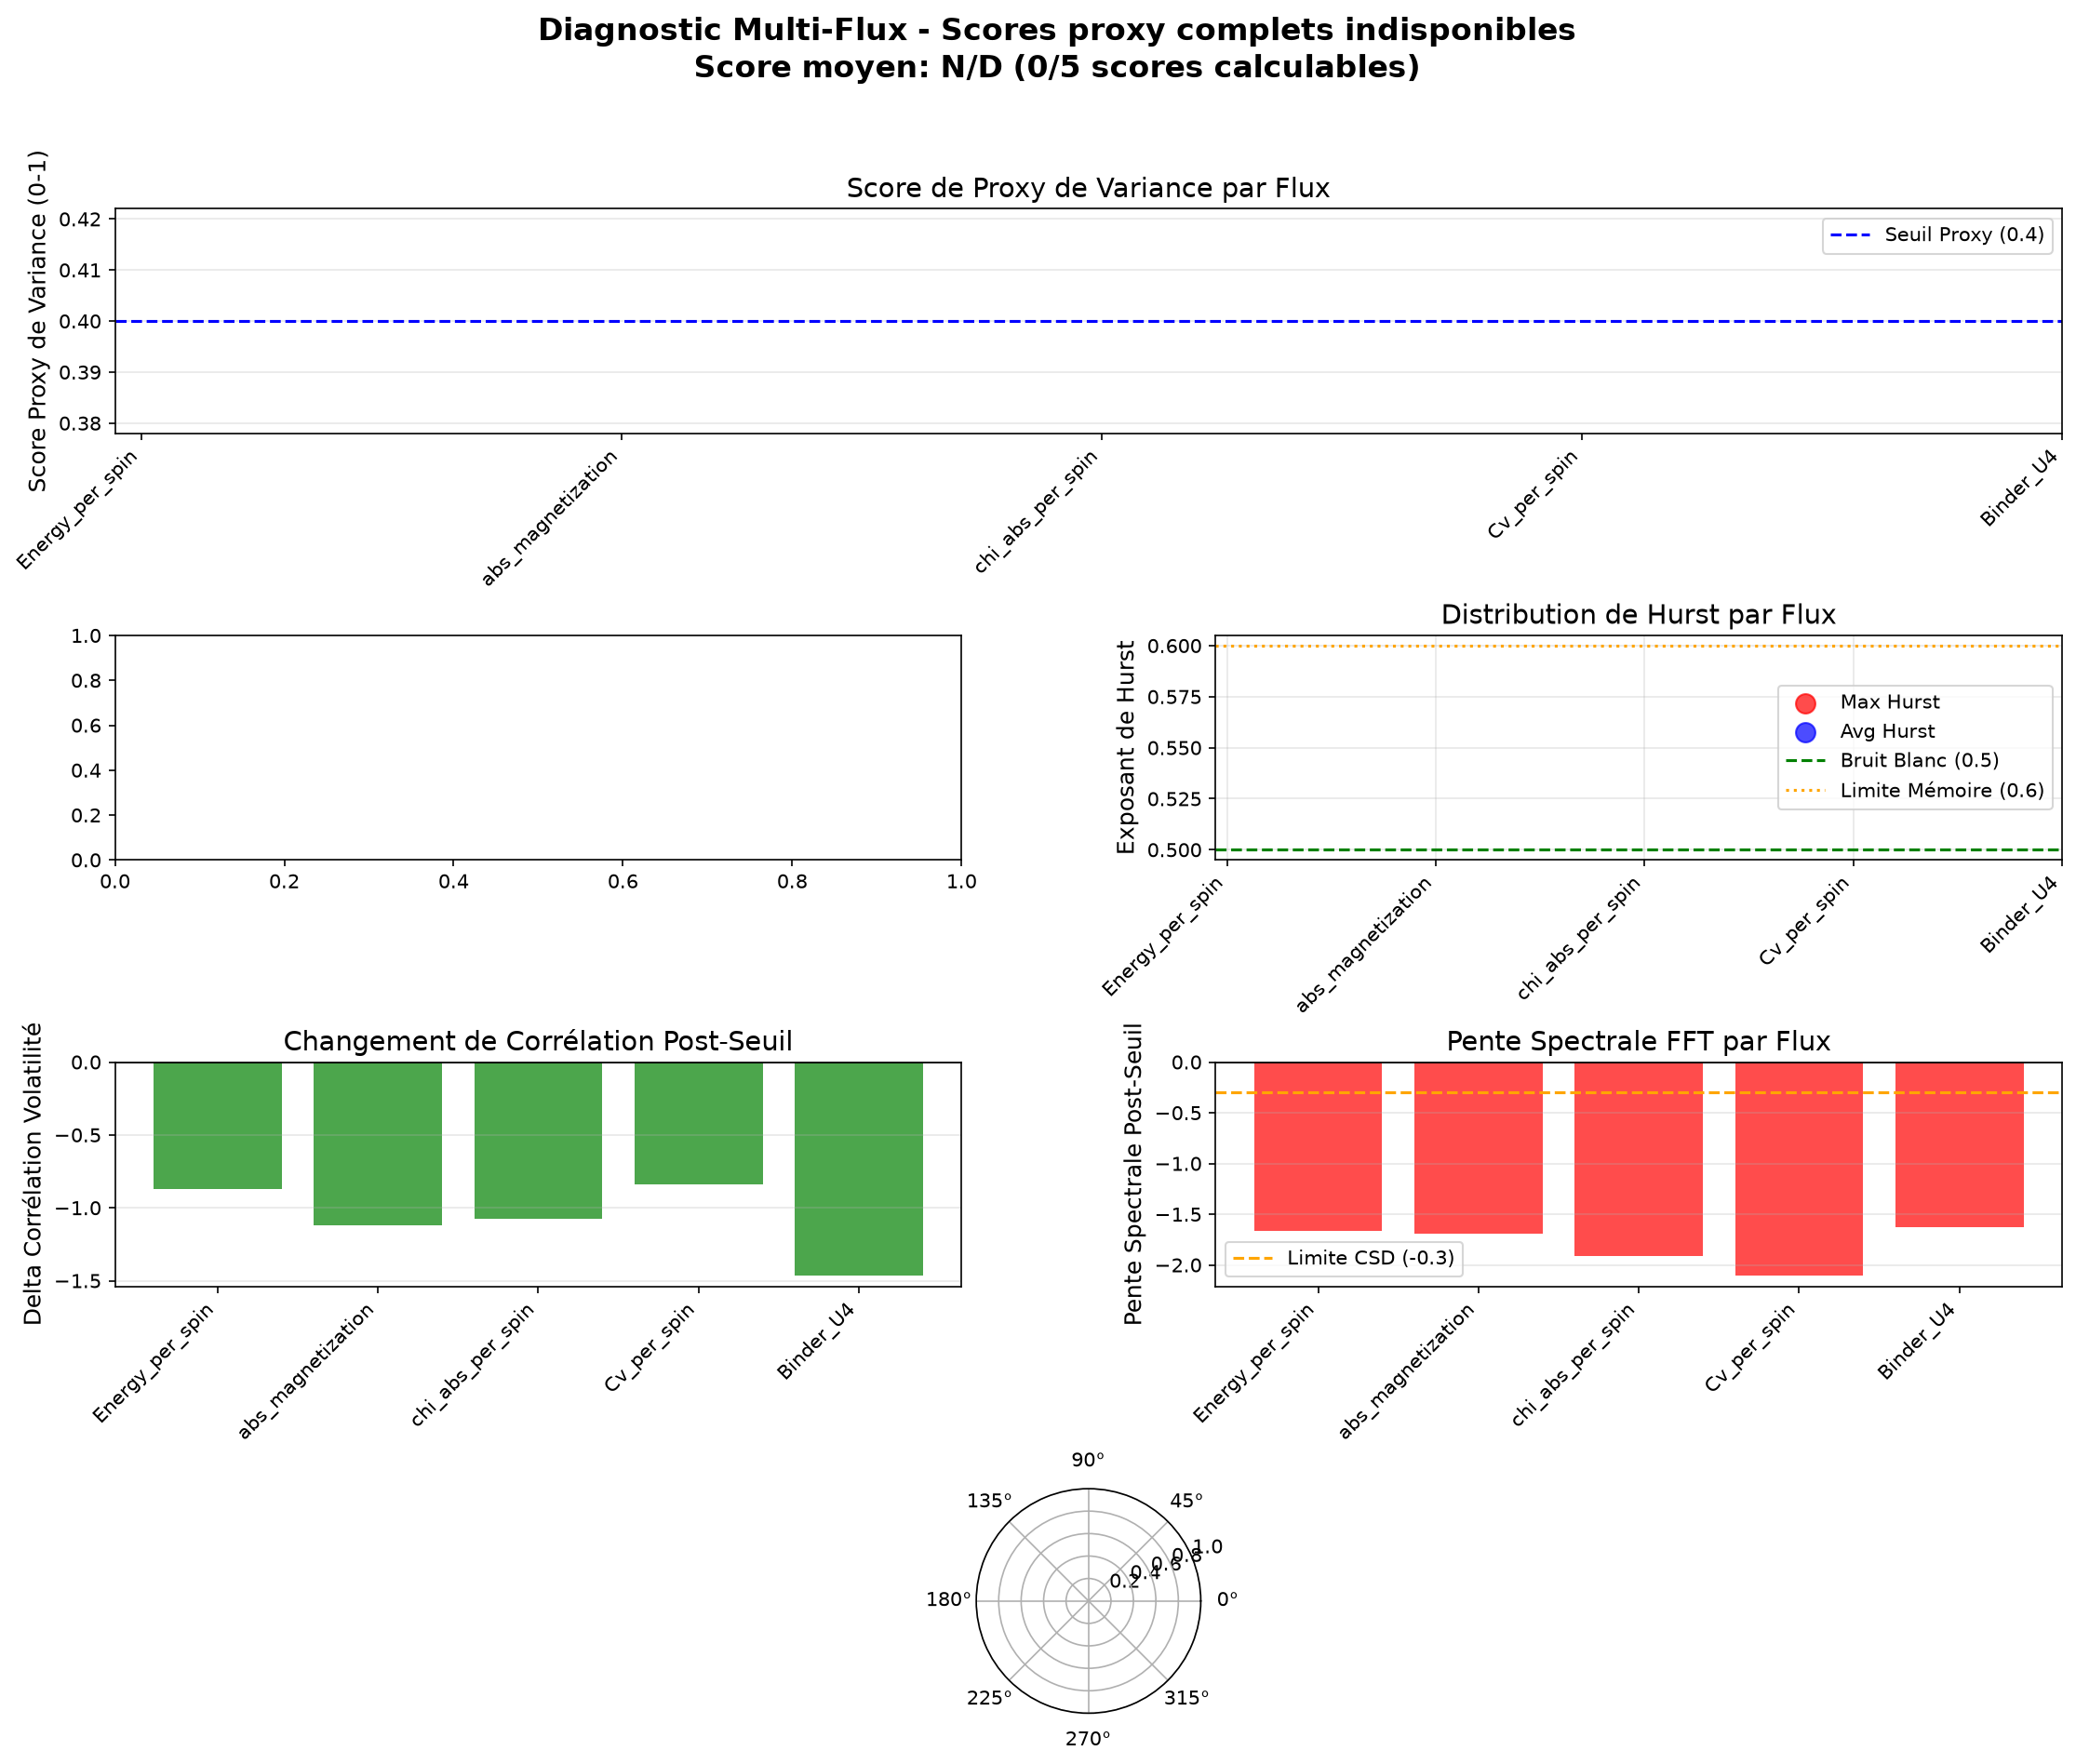 Diagnostic Multi-Flux - Scores proxy complets indisponibles
Score moyen: N/D (0/5 scores calculables)
Score de Proxy de Variance par Flux
Score Proxy de Variance (0-1)
0.42
0.41
0.40
0.39
0.38
Seuil Proxy (0.4)
Energy_per_spin
abs_magnetization
chi_abs_per_spin
Cv_per_spin
Binder_U4
1.0
0.8
0.6
0.4
0.2
0.0
0.0
0.2
0.4
0.6
0.8
1.0
Distribution de Hurst par Flux
Exposant de Hurst
0.600
0.575
0.550
0.525
0.500
Max Hurst
Avg Hurst
Bruit Blanc (0.5)
Limite Mémoire (0.6)
Energy_per_spin
abs_magnetization
chi_abs_per_spin
Cv_per_spin
Binder_U4
Changement de Corrélation Post-Seuil
Delta Corrélation Volatilité
0.0
−0.5
−1.0
−1.5
Energy_per_spin
abs_magnetization
chi_abs_per_spin
Cv_per_spin
Binder_U4
Pente Spectrale FFT par Flux
Pente Spectrale Post-Seuil
0.0
−0.5
−1.0
−1.5
−2.0
Limite CSD (-0.3)
Energy_per_spin
abs_magnetization
chi_abs_per_spin
Cv_per_spin
Binder_U4
90°
135°
45°
1.0
0.8
0.6
0.4
0.2
180°
0°
225°
315°
270°